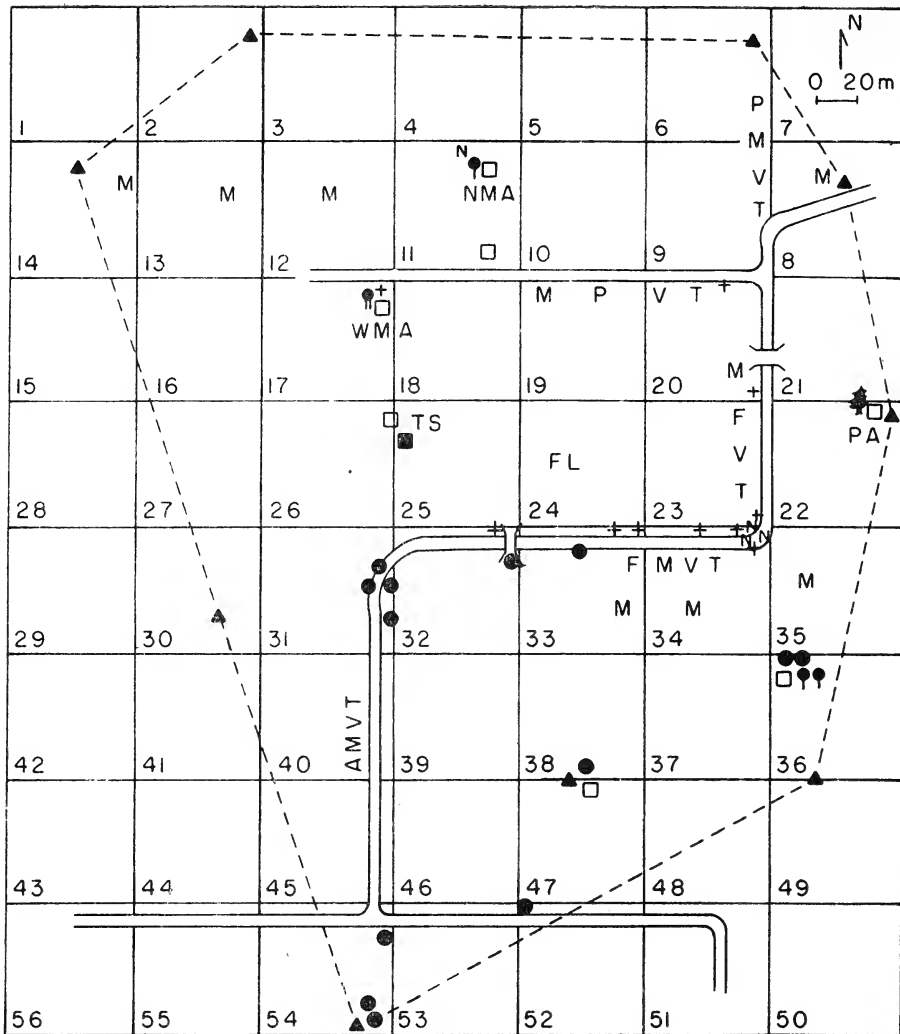 N
0 20m
P
M
V
T
1 2 3 4 5 6 7
N
M M M NMA M
14 13 12 11 10 9 8
M P V T
WMA
M
15 16 17 18 19 20 21
TS
F
V
T
PA
FL
28 27 26 25 24 23 22
N
N N
F M V T
M M M
29 30 31 32 33 34 35
AMVT
42 41 40 39 38 37 36
43 44 45 46 47 48 49
56 55 54 53 52 51 50